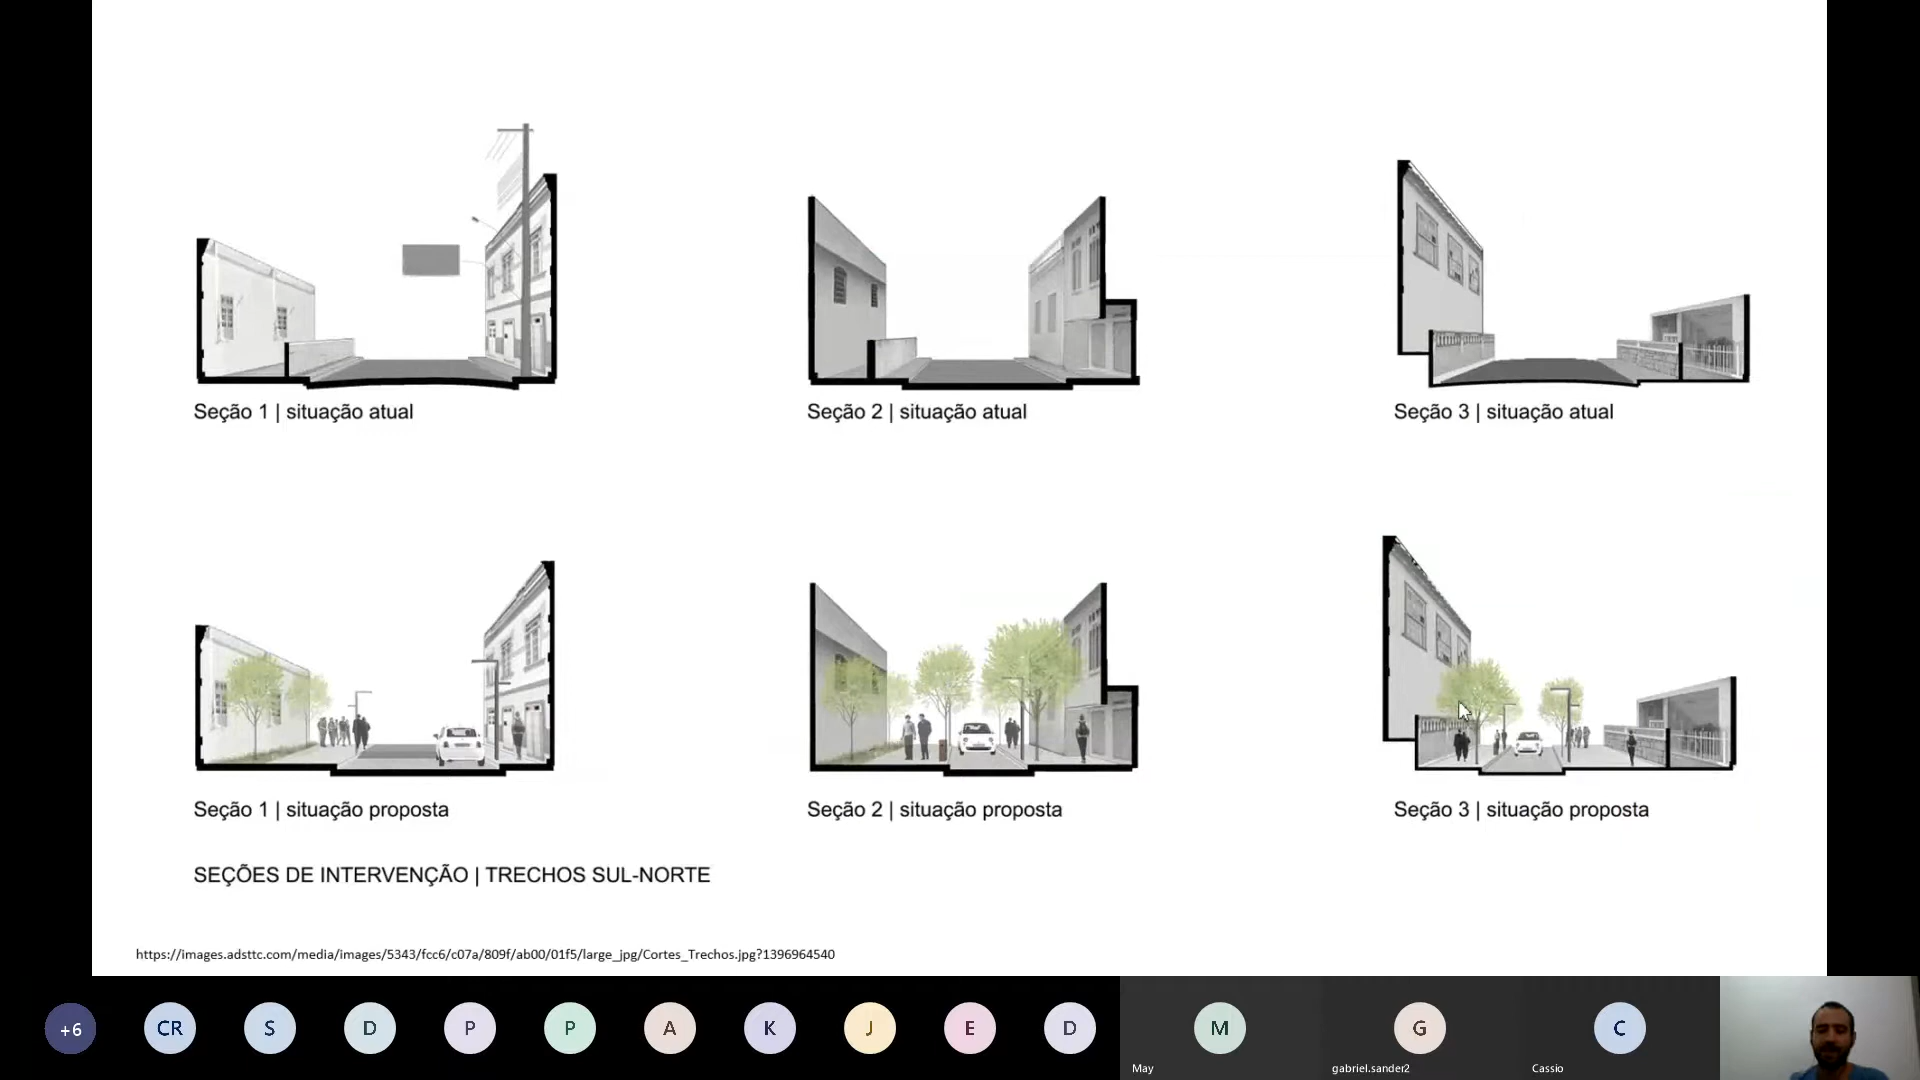 Seção 1 | situação atual
Seção 2 | situação atual
Seção 3 | situação atual
Seção 1 | situação proposta
Seção 2 | situação proposta
Seção 3 | situação proposta
SEÇÕES DE INTERVENÇÃO | TRECHOS SUL-NORTE
https://images.adsttc.com/media/images/5343/fcc6/c07a/809f/ab00/01f5/large_jpg/Cortes_Trechos.jpg?1396964540
+6
CR
S
D
P
P
A
K
J
E
D
M
G
C
May
gabriel.sander2
Cassio